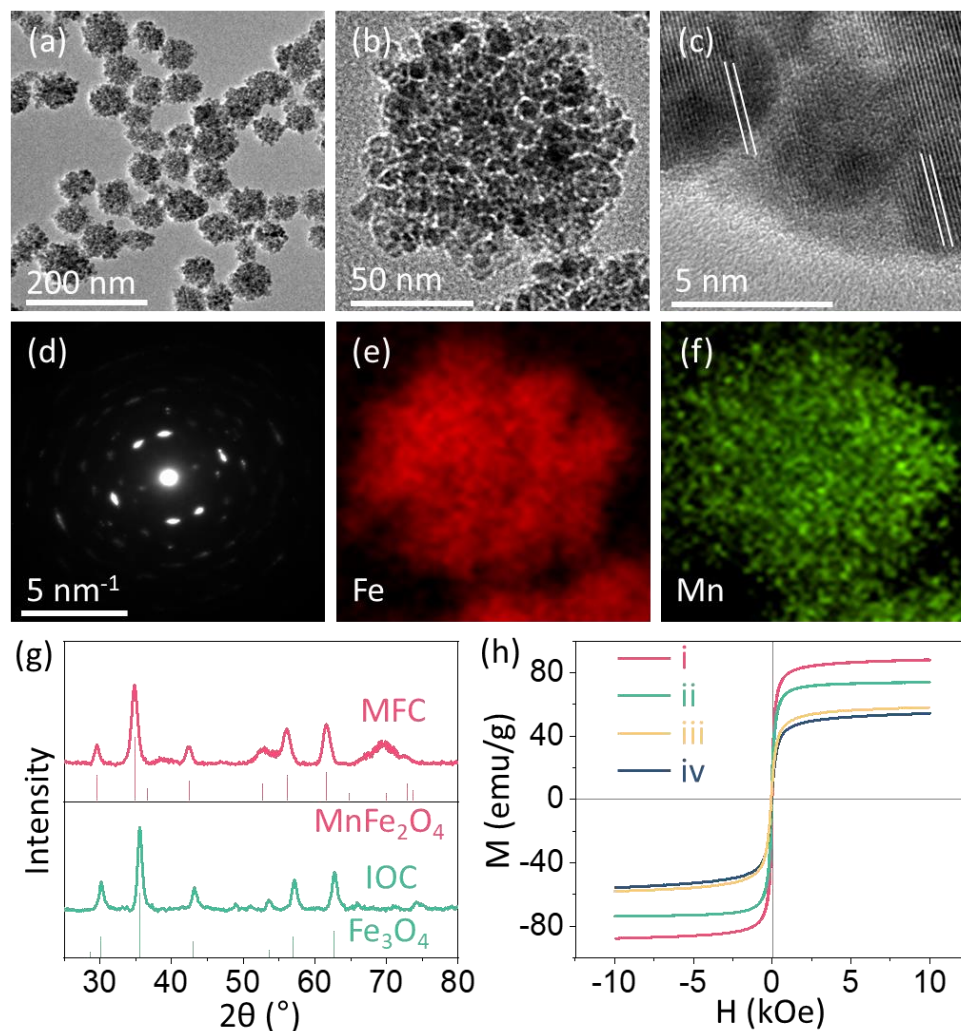 (a)
200 nm
(b)
50 nm
(c)
5 nm
(d)
5 nm⁻¹
(e)
Fe
(f)
Mn
(g)
Intensity
MFC
MnFe₂O₄
IOC
Fe₃O₄
30 40 50 60 70 80
2θ (°)
(h)
M (emu/g)
80
40
0
-40
-80
i
ii
iii
iv
-10 -5 0 5 10
H (kOe)